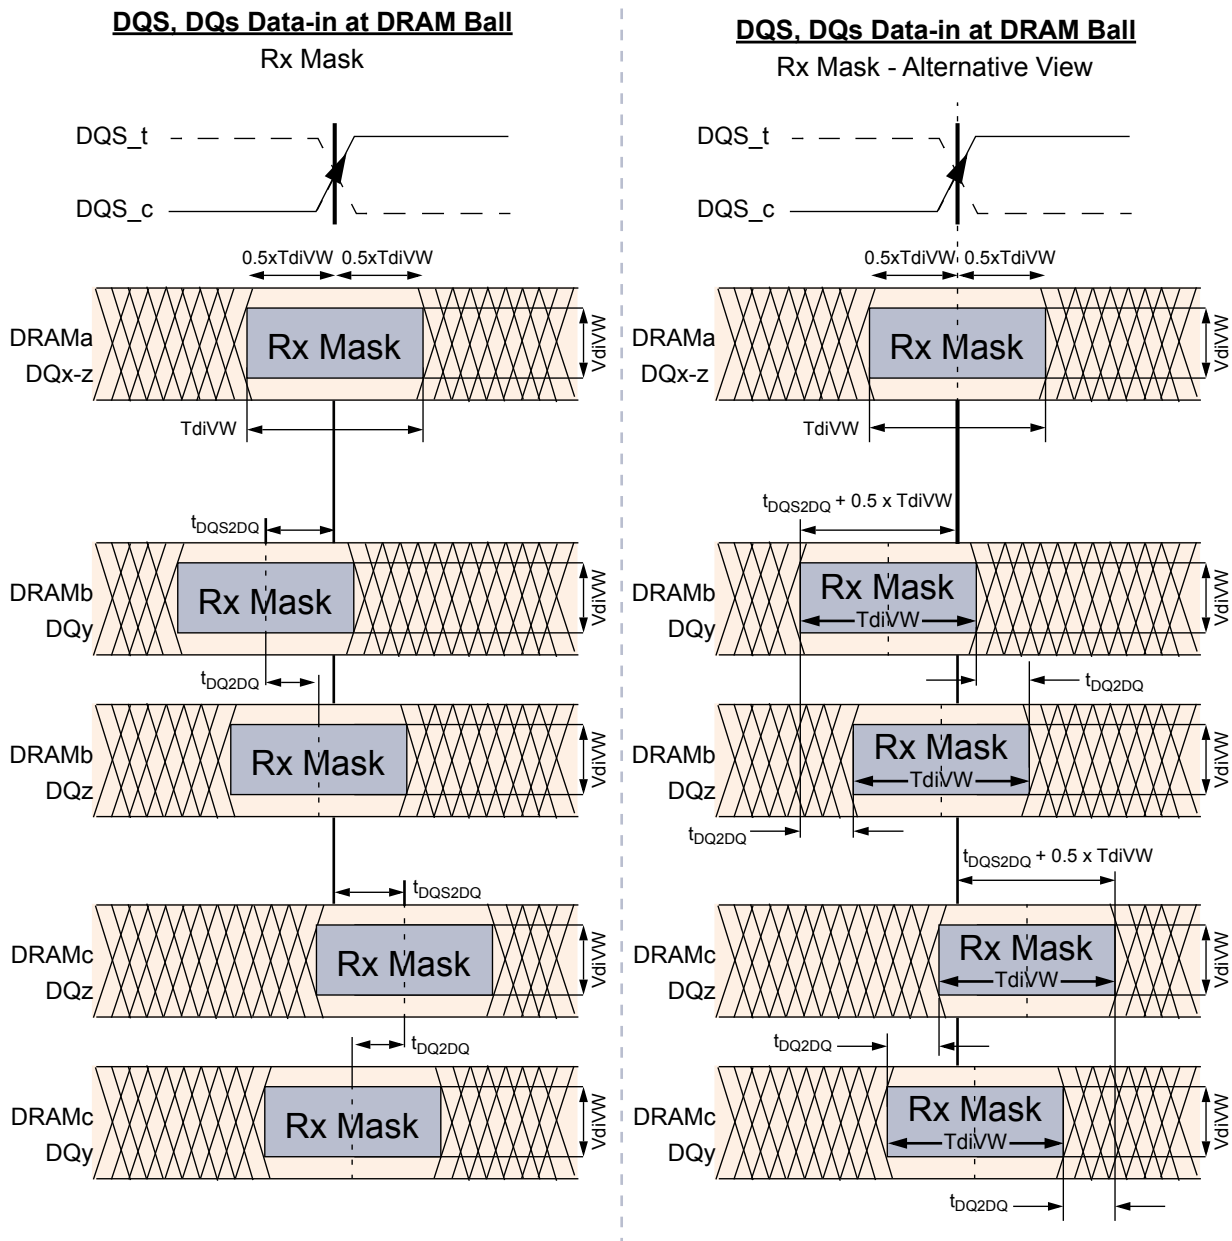 DQS, DQs Data-in at DRAM Ball
Rx Mask
DQS_t
DQS_c
0.5xTdiVW 0.5xTdiVW
DRAMa
DQx-z
Rx Mask
VdiVW
TdiVW
tDQS2DQ
DRAMb
DQy
Rx Mask
VdiVW
tDQ2DQ
DRAMb
DQz
Rx Mask
VdiVW
tDQS2DQ
DRAMc
DQz
Rx Mask
VdiVW
tDQ2DQ
DRAMc
DQy
Rx Mask
VdiVW
DQS, DQs Data-in at DRAM Ball
Rx Mask - Alternative View
DQS_t
DQS_c
0.5xTdiVW 0.5xTdiVW
DRAMa
DQx-z
Rx Mask
VdiVW
TdiVW
tDQS2DQ + 0.5 x TdiVW
DRAMb
DQy
Rx Mask
TdiVW
VdiVW
tDQ2DQ
DRAMb
DQz
Rx Mask
TdiVW
VdiVW
tDQ2DQ
tDQS2DQ + 0.5 x TdiVW
DRAMc
DQz
Rx Mask
TdiVW
VdiVW
tDQ2DQ
DRAMc
DQy
Rx Mask
TdiVW
VdiVW
tDQ2DQ